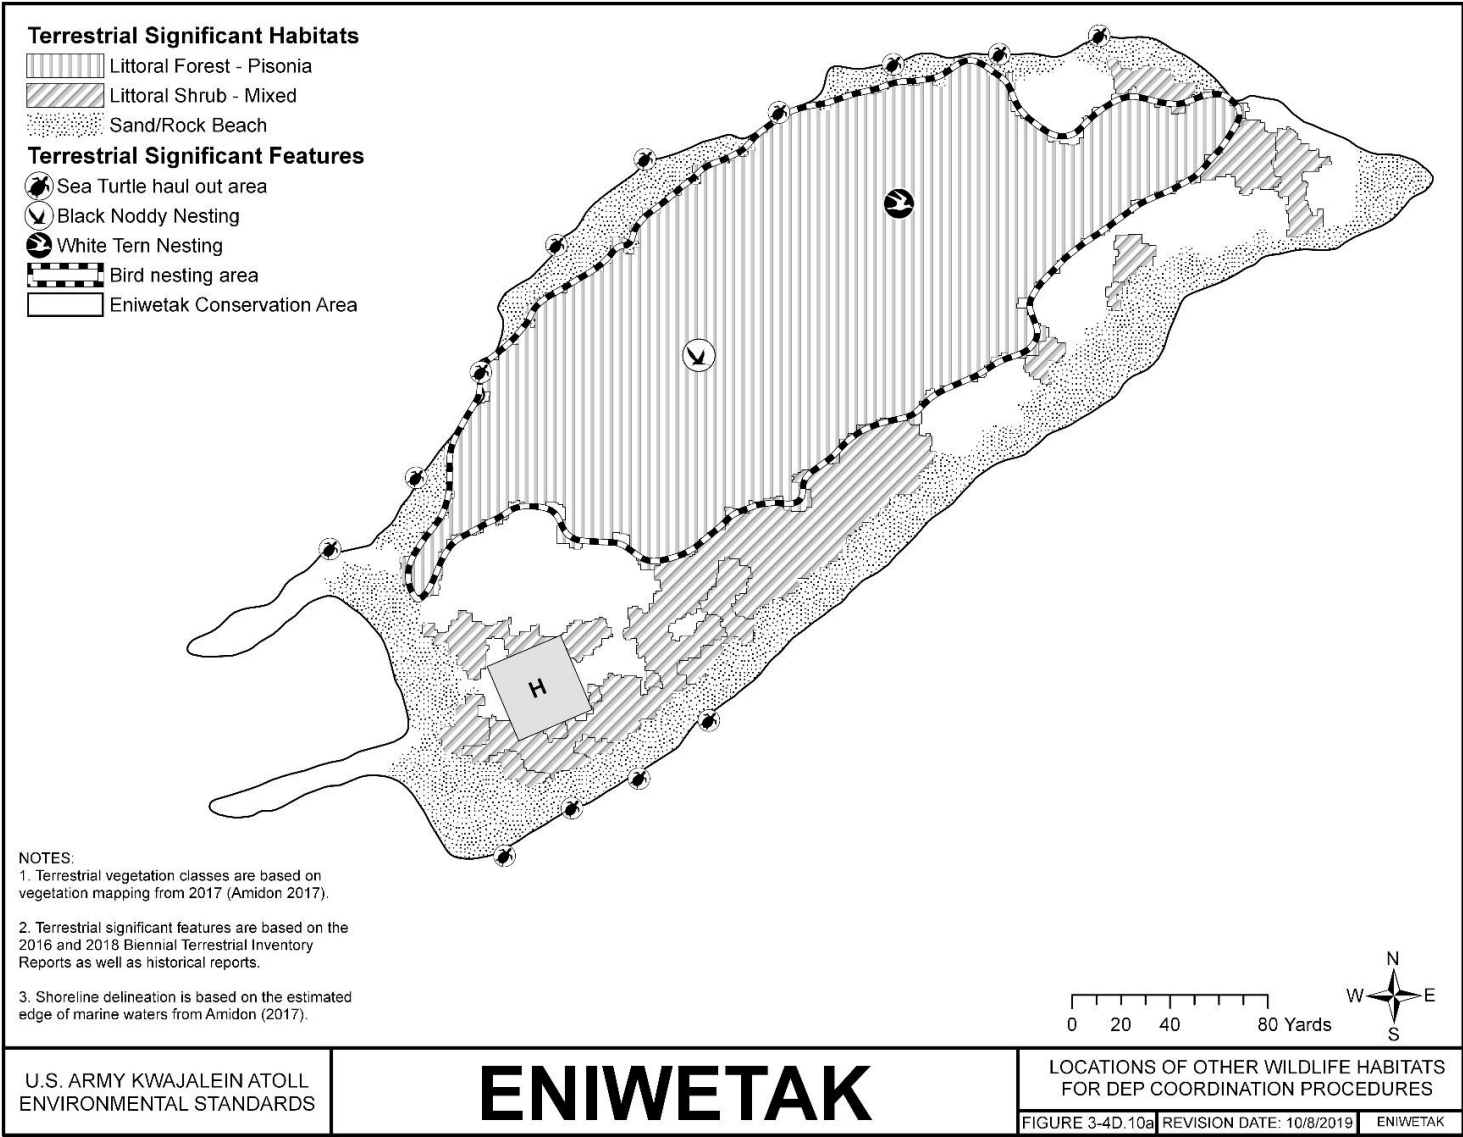 Terrestrial Significant Habitats
Littoral Forest - Pisonia
Littoral Shrub - Mixed
Sand/Rock Beach
Terrestrial Significant Features
Sea Turtle haul out area
Black Noddy Nesting
White Tern Nesting
Bird nesting area
Eniwetak Conservation Area
H
NOTES:
1. Terrestrial vegetation classes are based on
vegetation mapping from 2017 (Amidon 2017).
2. Terrestrial significant features are based on the
2016 and 2018 Biennial Terrestrial Inventory
Reports as well as historical reports.
3. Shoreline delineation is based on the estimated
edge of marine waters from Amidon (2017).
N
W E
S
0 20 40 80 Yards
U.S. ARMY KWAJALEIN ATOLL
ENVIRONMENTAL STANDARDS
ENIWETAK
LOCATIONS OF OTHER WILDLIFE HABITATS
FOR DEP COORDINATION PROCEDURES
FIGURE 3-4D.10a REVISION DATE: 10/8/2019 ENIWETAK